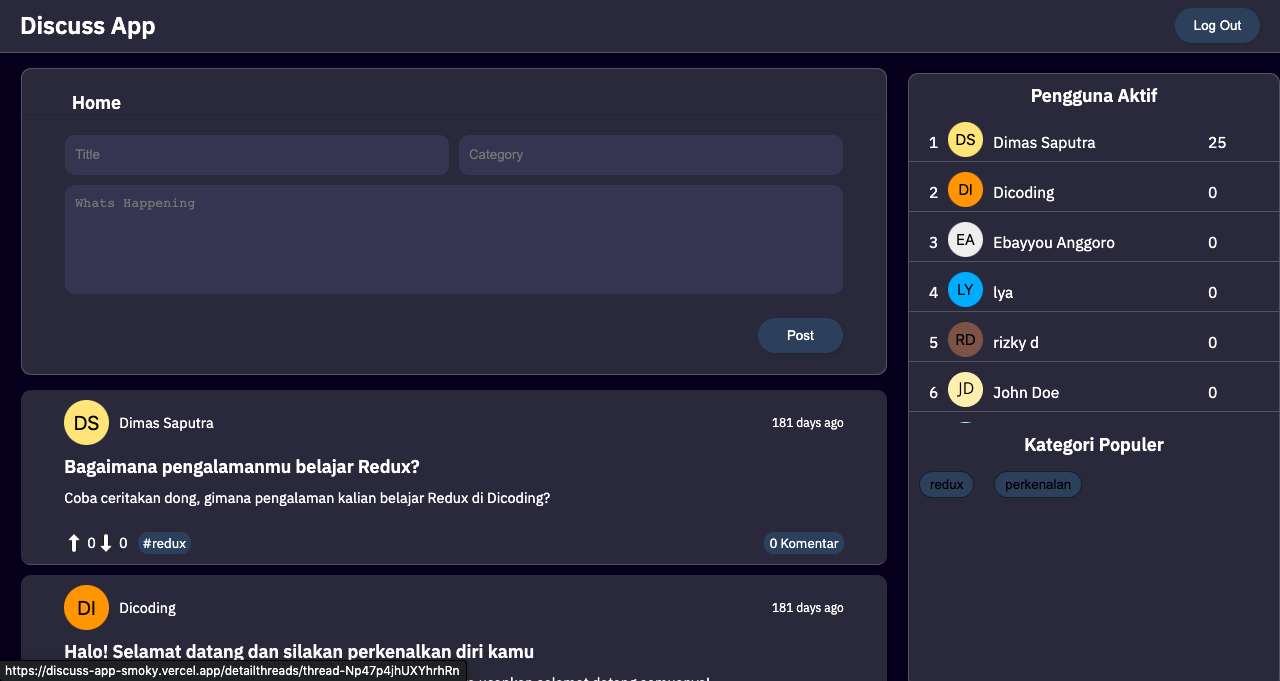 Discuss App
Log Out
Home
Title
Category
Whats Happening
Post
DS
Dimas Saputra
181 days ago
Bagaimana pengalamanmu belajar Redux?
Coba ceritakan dong, gimana pengalaman kalian belajar Redux di Dicoding?
0
0
#redux
0 Komentar
DI
Dicoding
181 days ago
Halo! Selamat datang dan silakan perkenalkan diri kamu
https://discuss-app-smoky.vercel.app/detailthreads/thread-Np47p4jhUXYhrhRn
Pengguna Aktif
1 DS Dimas Saputra 25
2 DI Dicoding 0
3 EA Ebayyou Anggoro 0
4 LY lya 0
5 RD rizky d 0
6 JD John Doe 0
Kategori Populer
redux
perkenalan